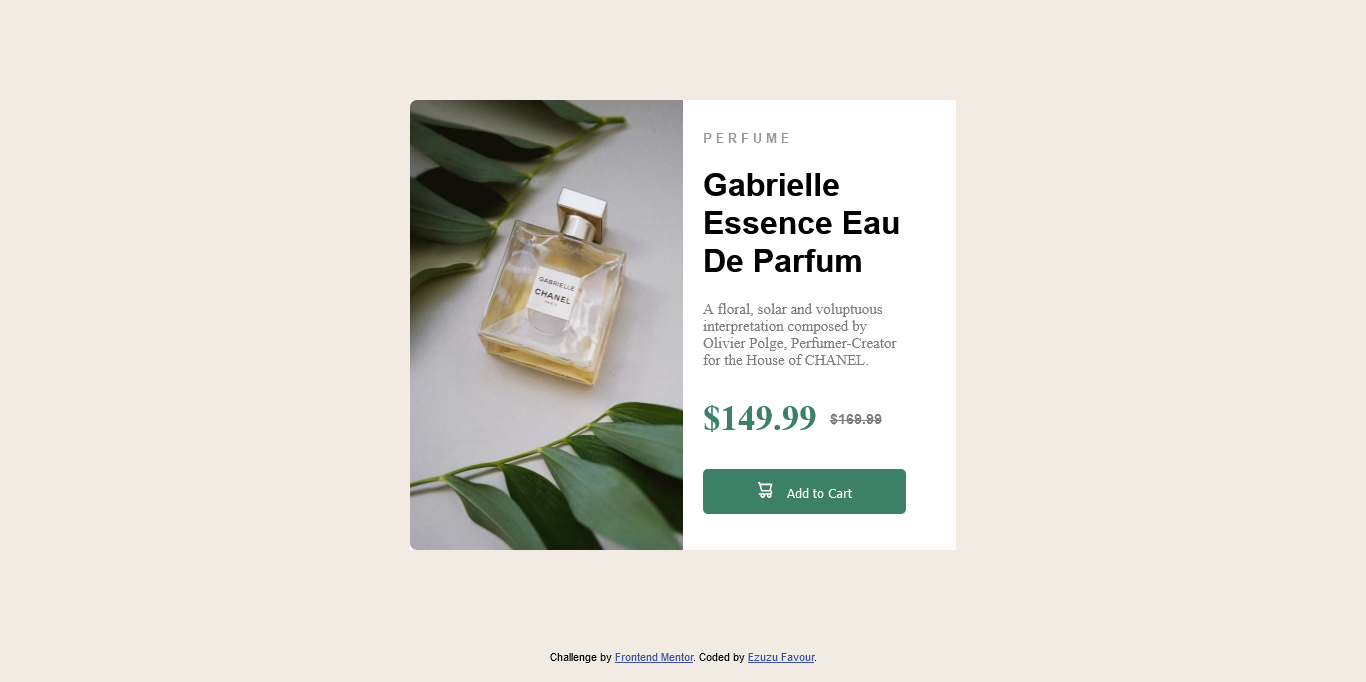 GABRIELLE
CHANEL
PARIS
PERFUME
Gabrielle
Essence Eau
De Parfum
A floral, solar and voluptuous
interpretation composed by
Olivier Polge, Perfumer-Creator
for the House of CHANEL.
$149.99 $169.99
Add to Cart
Challenge by Frontend Mentor. Coded by Ezuzu Favour.